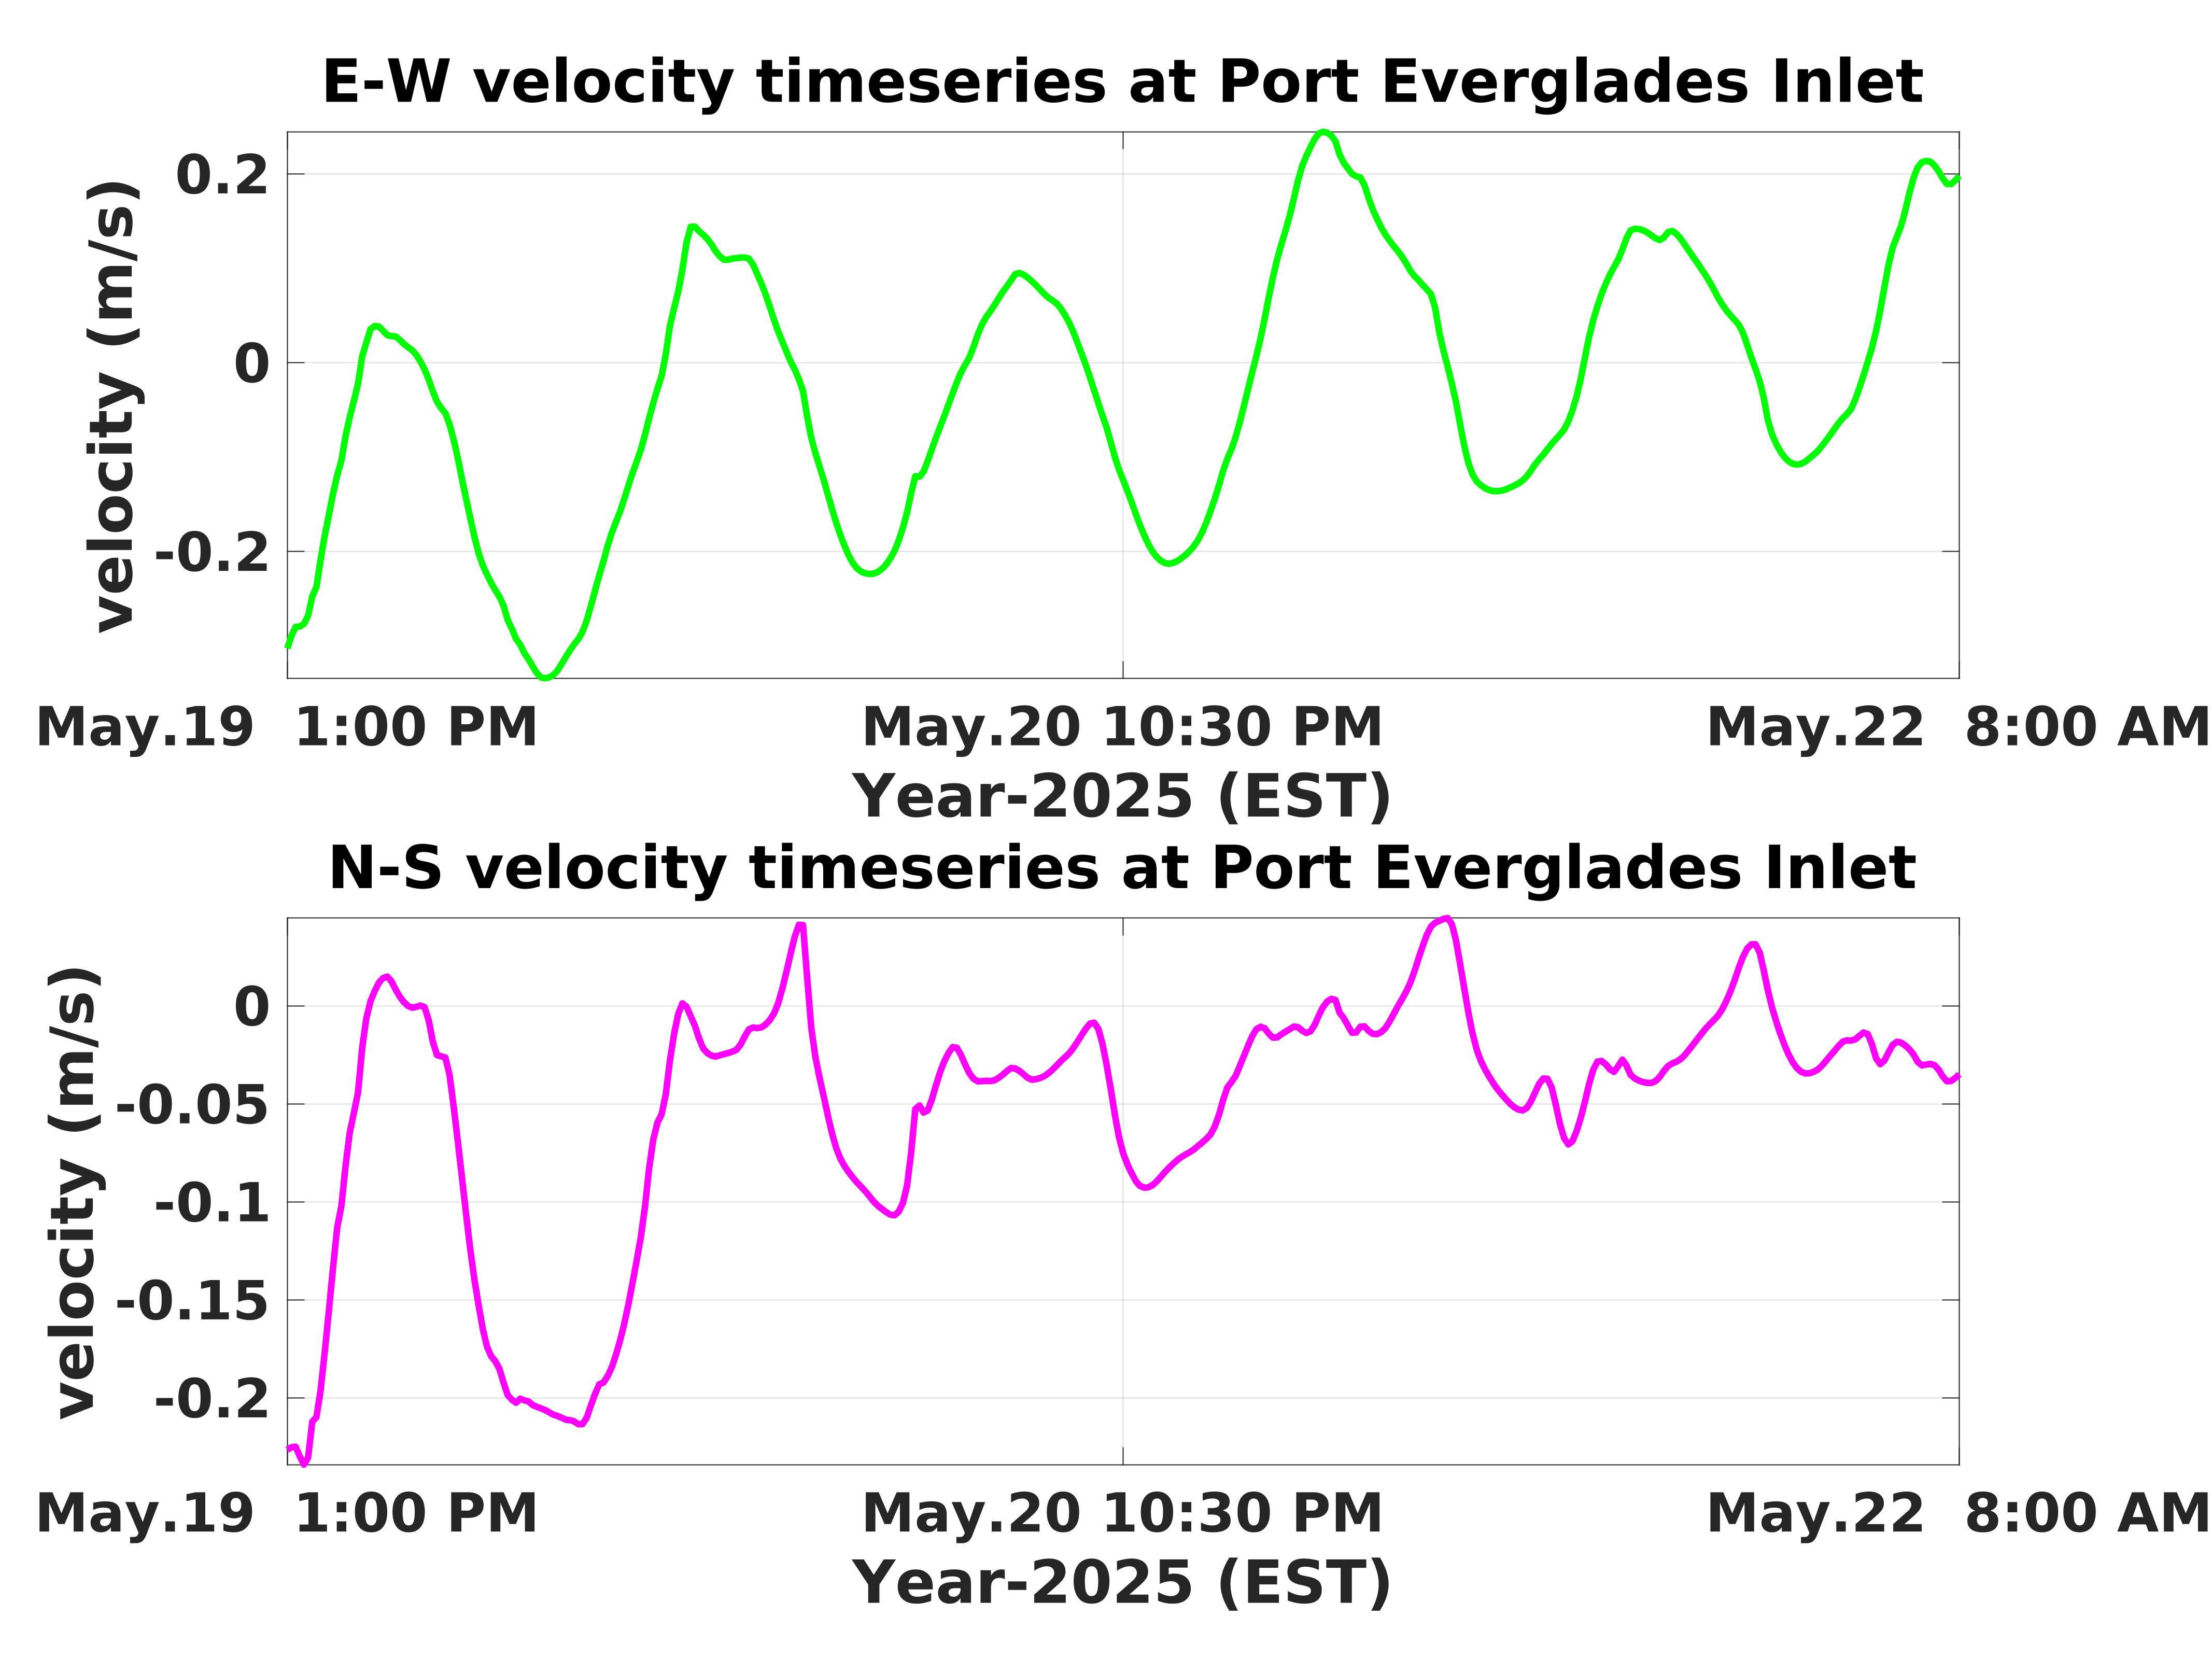 E-W velocity timeseries at Port Everglades Inlet
velocity (m/s)
0.2
0
-0.2
May.19  1:00 PM
May.20 10:30 PM
May.22  8:00 AM
Year-2025 (EST)
N-S velocity timeseries at Port Everglades Inlet
velocity (m/s)
0
-0.05
-0.1
-0.15
-0.2
May.19  1:00 PM
May.20 10:30 PM
May.22  8:00 AM
Year-2025 (EST)